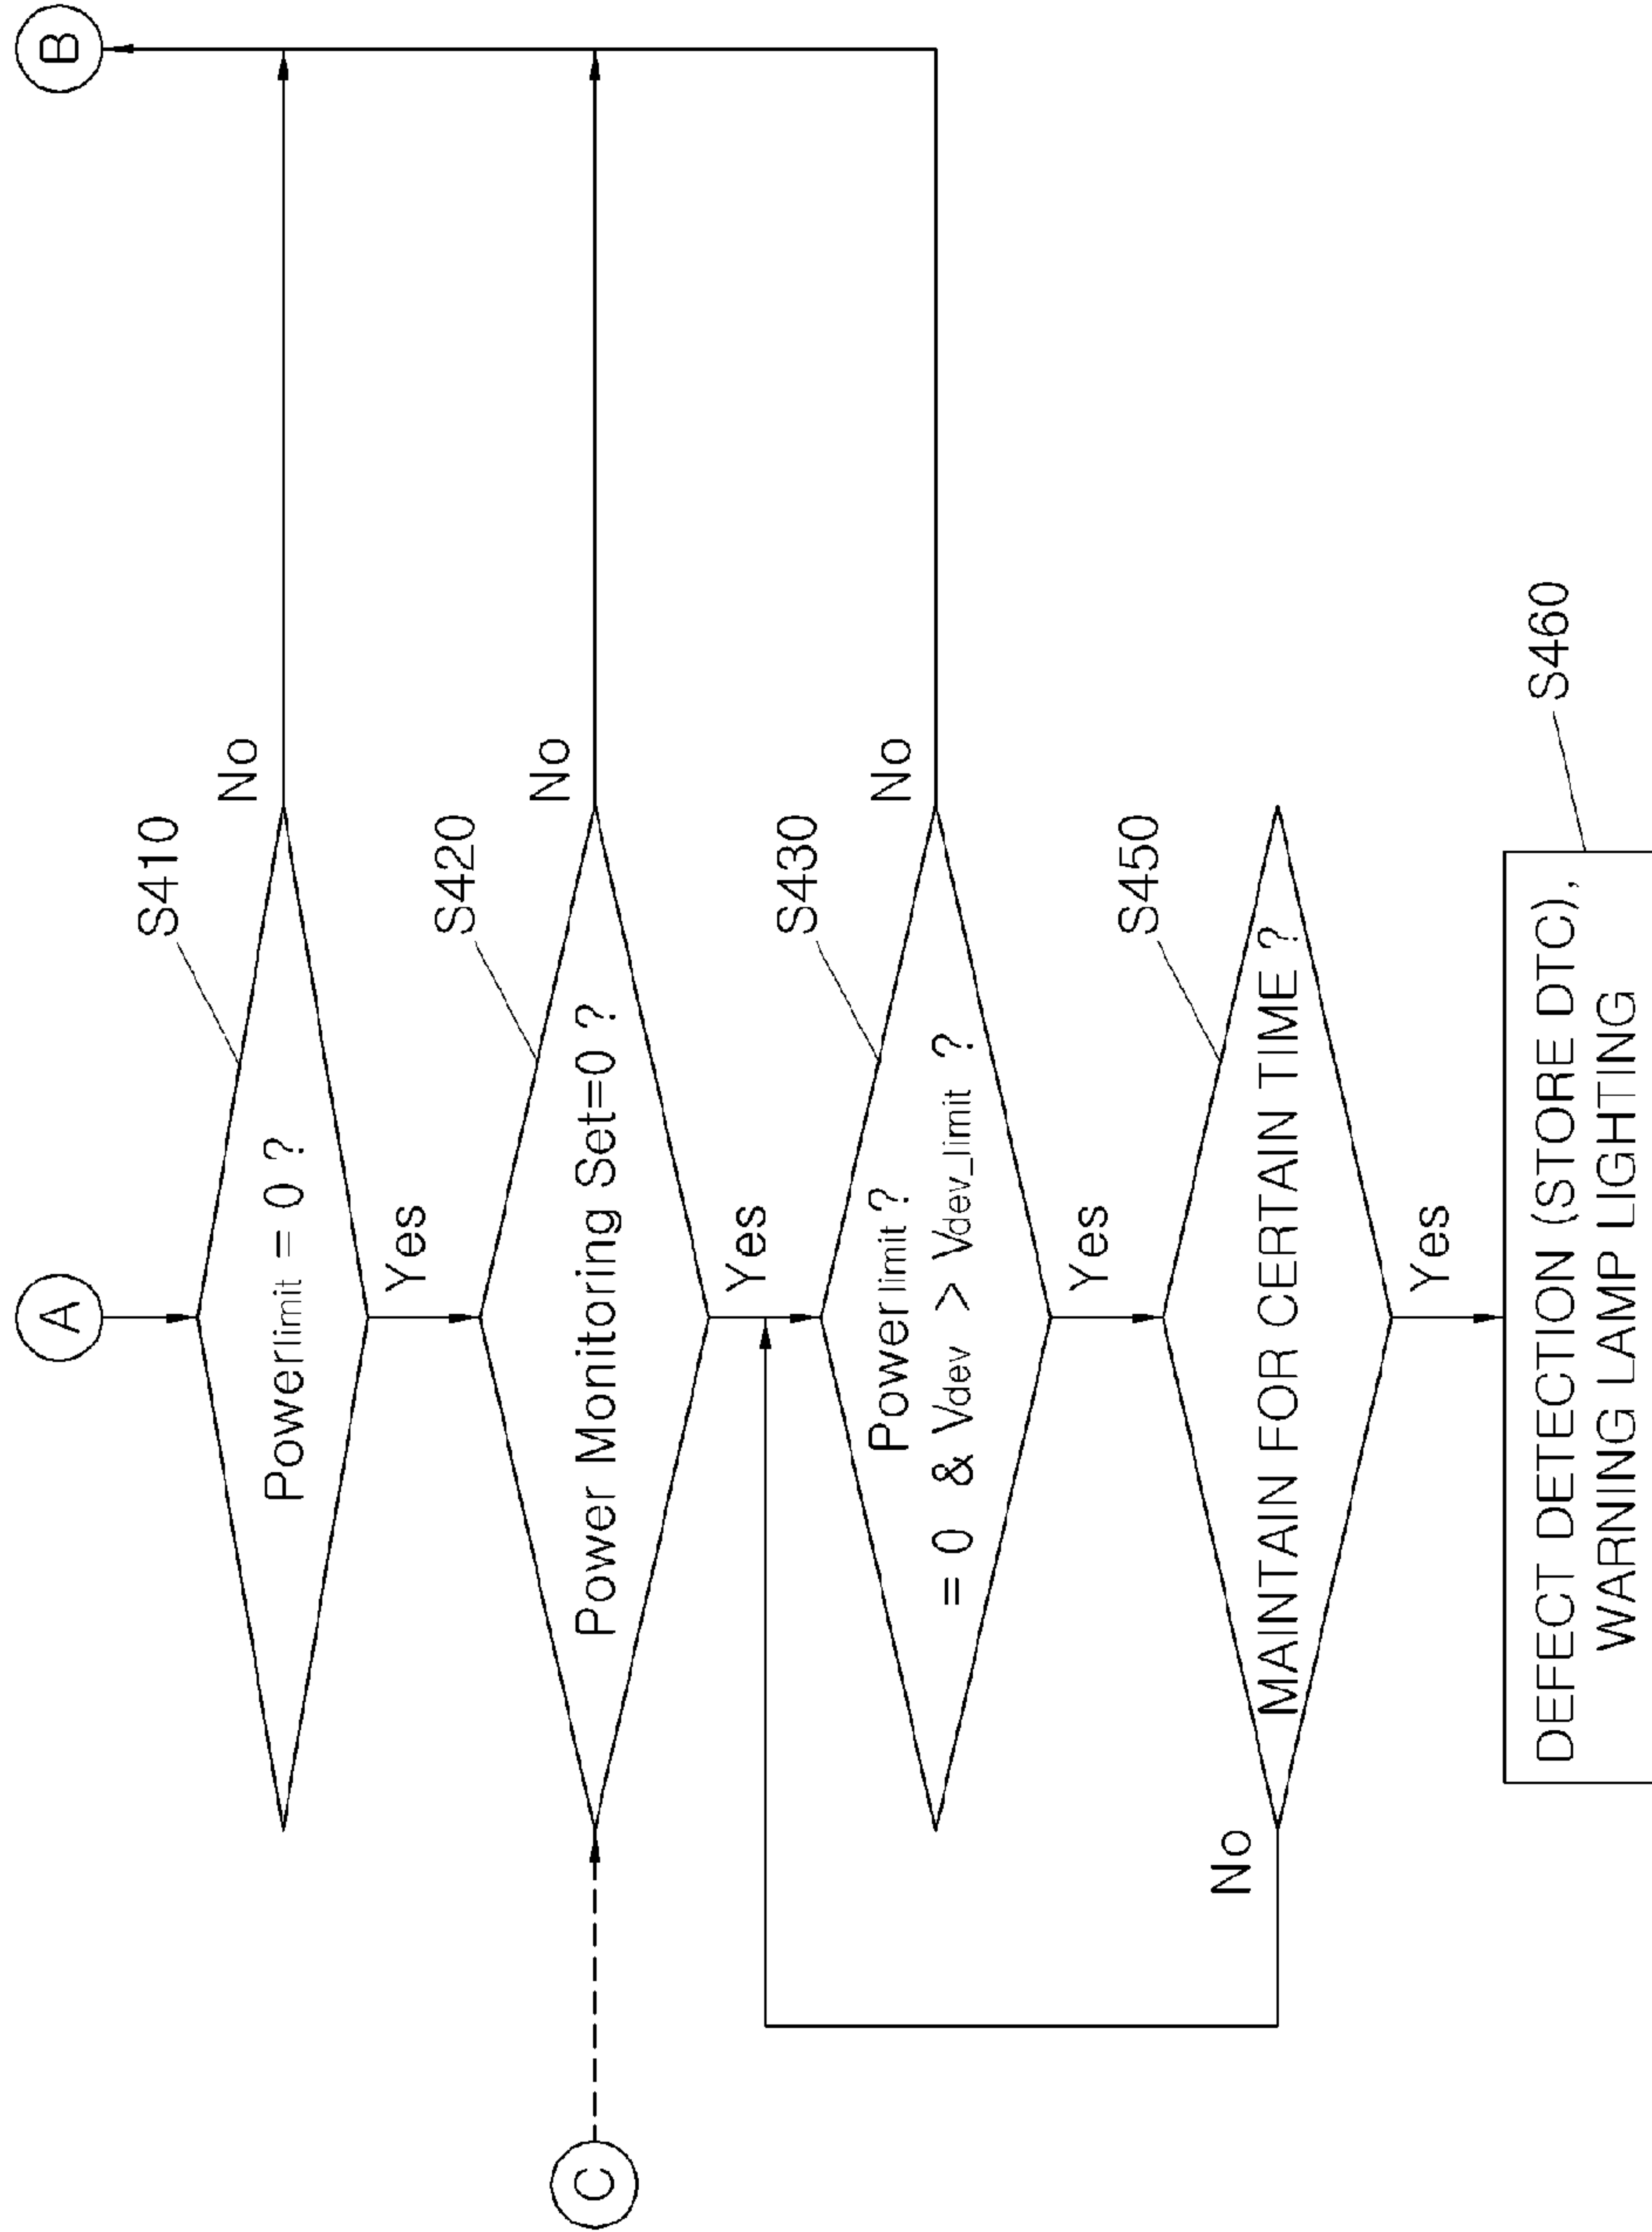 A
B
S410
Powerlimit = 0 ?
No
Yes
S420
C
Power Monitoring Set=0 ?
No
Yes
S430
Powerlimit ?
= 0 & Vdev > Vdev_limit ?
No
Yes
S450
MAINTAIN FOR CERTAIN TIME ?
No
Yes
S460
DEFECT DETECTION (STORE DTC),
WARNING LAMP LIGHTING